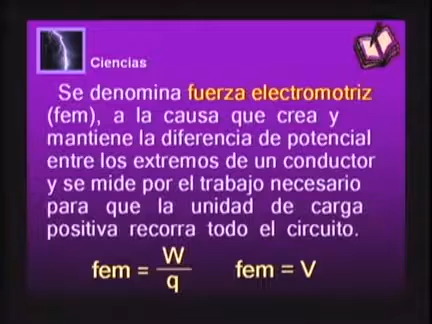 Ciencias
Se denomina fuerza electromotriz
(fem), a la causa que crea y
mantiene la diferencia de potencial
entre los extremos de un conductor
y se mide por el trabajo necesario
para que la unidad de carga
positiva recorra todo el circuito.
fem = W/q fem = V